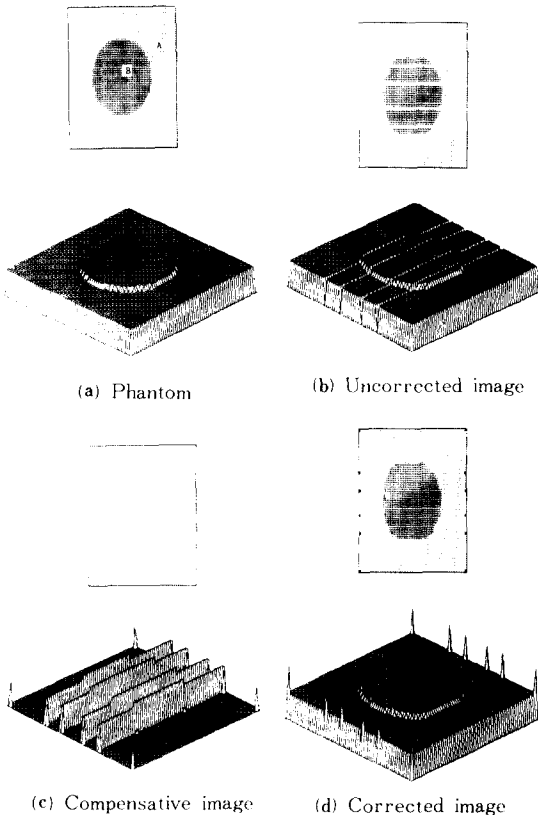 A
B
(a) Phantom
(b) Uncorrected image
(c) Compensative image
(d) Corrected image